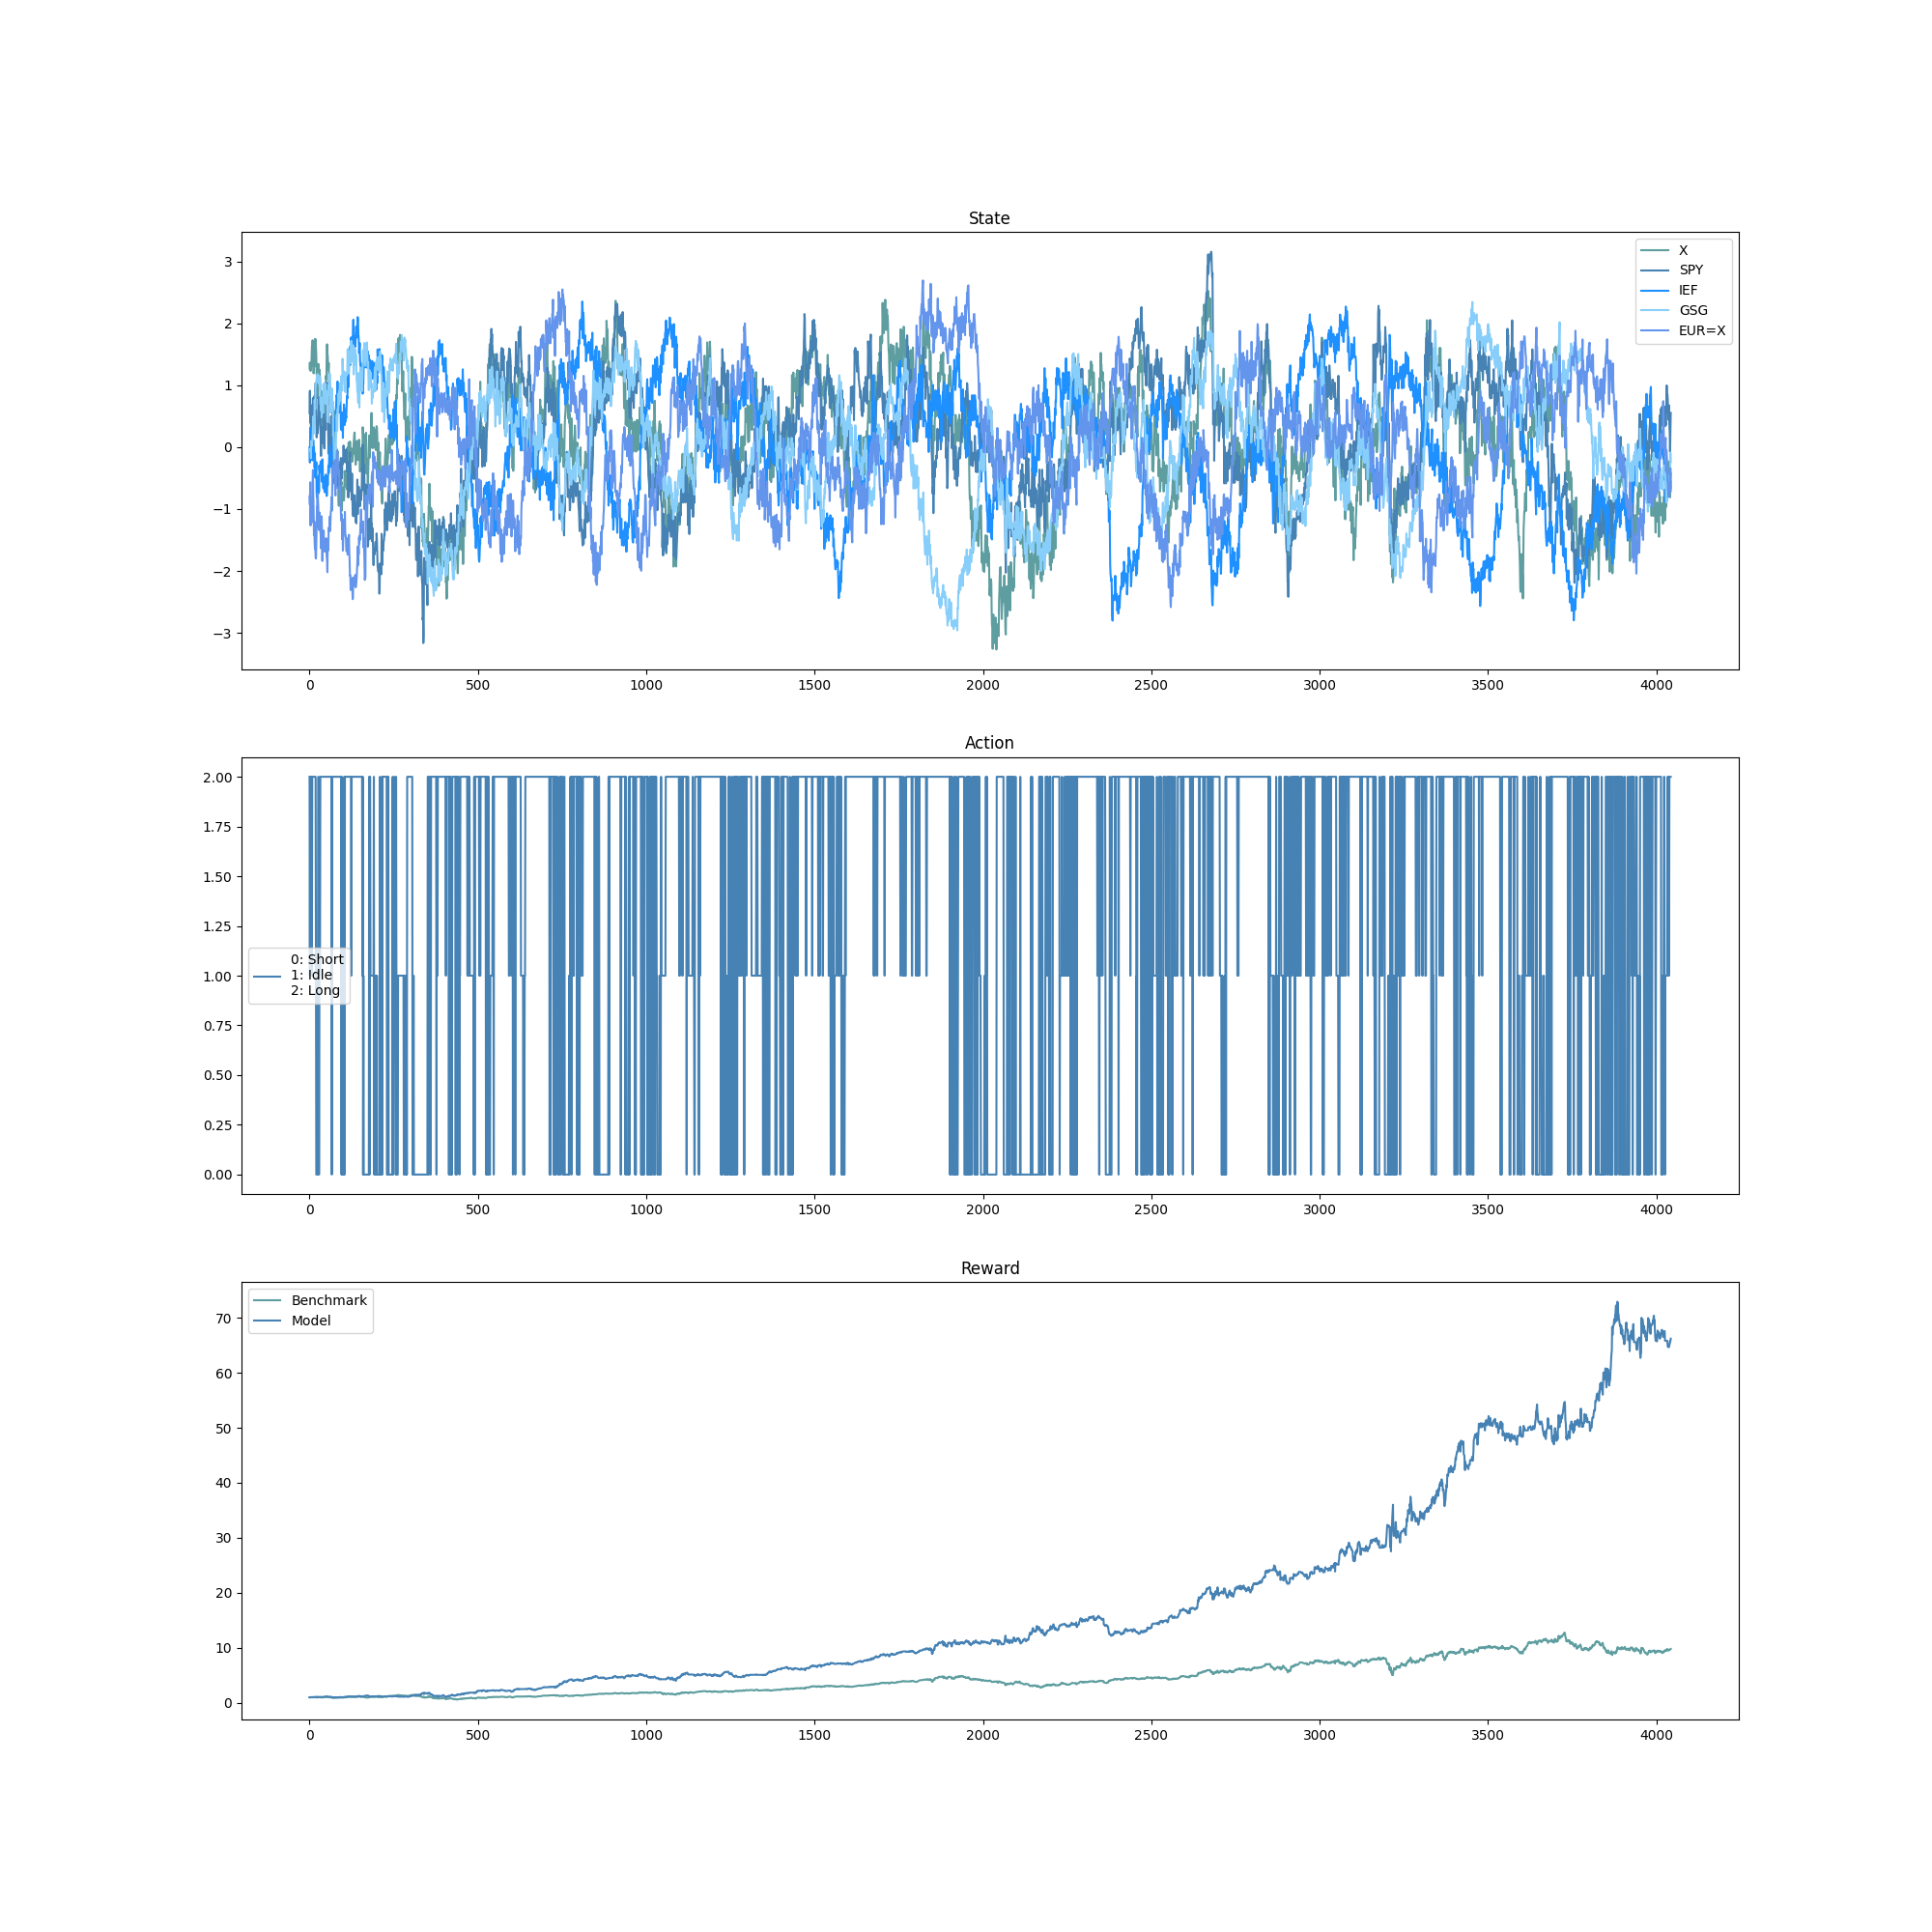 State
3
2
1
0
−1
−2
−3
X
SPY
IEF
GSG
EUR=X
0 500 1000 1500 2000 2500 3000 3500 4000
Action
2.00
1.75
1.50
1.25
1.00
0.75
0.50
0.25
0.00
0: Short
1: Idle
2: Long
0 500 1000 1500 2000 2500 3000 3500 4000
Reward
Benchmark
Model
70
60
50
40
30
20
10
0
0 500 1000 1500 2000 2500 3000 3500 4000